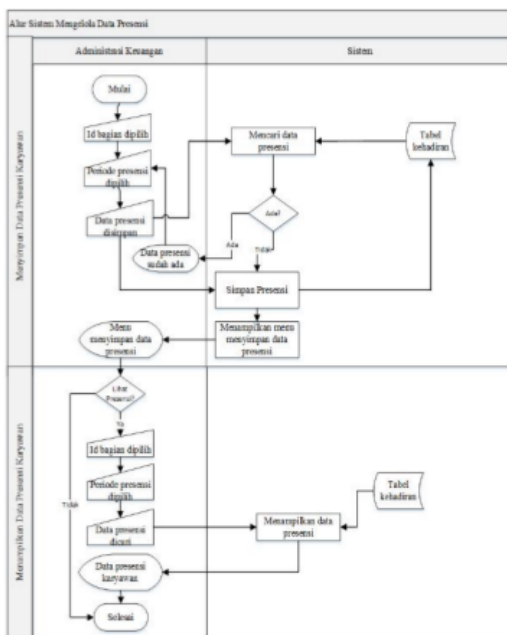 Alur Sistem Mengelola Data Presensi
Administrasi Keuangan
Sistem
Menyimpan Data Presensi Karyawan
Mulai
Id bagian dipilih
Periode presensi
dipilih
Data presensi
disimpan
Mencari data
presensi
Tabel
kehadiran
Ada?
Ada
Tidak
Data presensi
sudah ada
Simpan Presensi
Menampilkan menu
menyimpan data
presensi
Menu
menyimpan data
presensi
Menampilkan Data Presensi Karyawan
Lihat
Presensi?
Ya
Tidak
Id bagian dipilih
Periode presensi
dipilih
Data presensi
dicari
Tabel
kehadiran
Menampilkan data
presensi
Data presensi
karyawan
Selesai